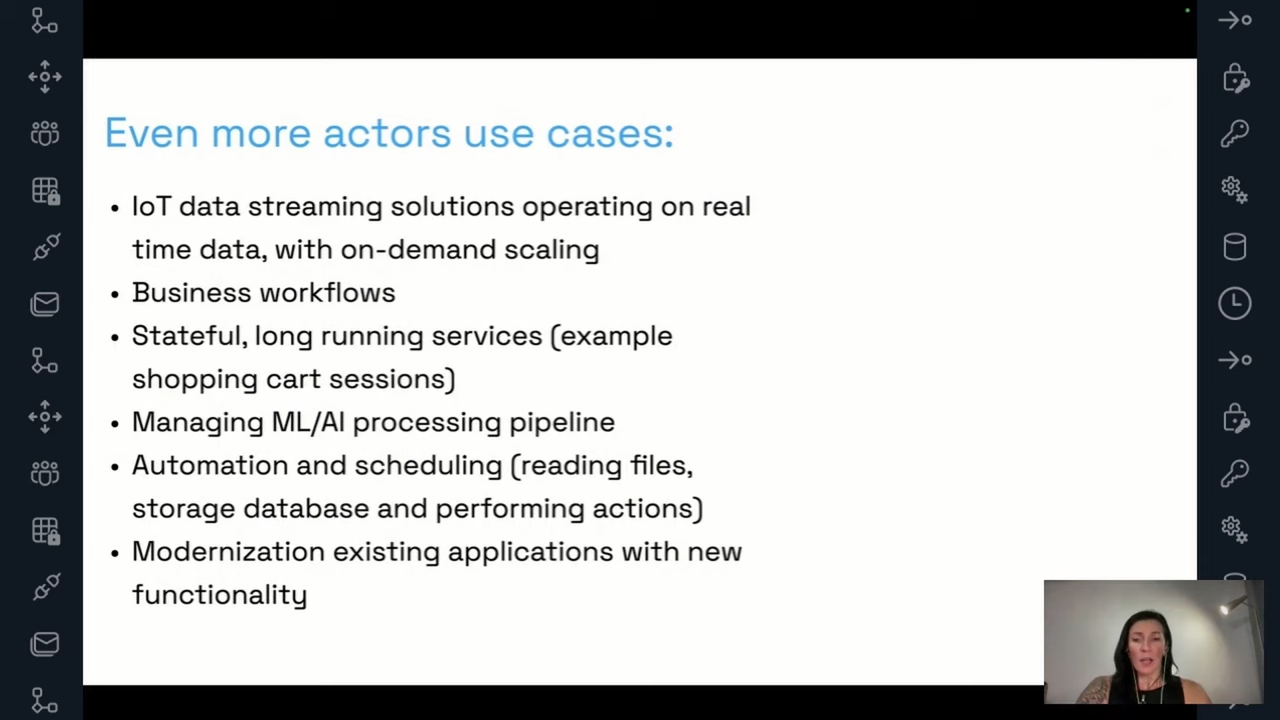 Even more actors use cases:
• IoT data streaming solutions operating on real
time data, with on-demand scaling
• Business workflows
• Stateful, long running services (example
shopping cart sessions)
• Managing ML/AI processing pipeline
• Automation and scheduling (reading files,
storage database and performing actions)
• Modernization existing applications with new
functionality